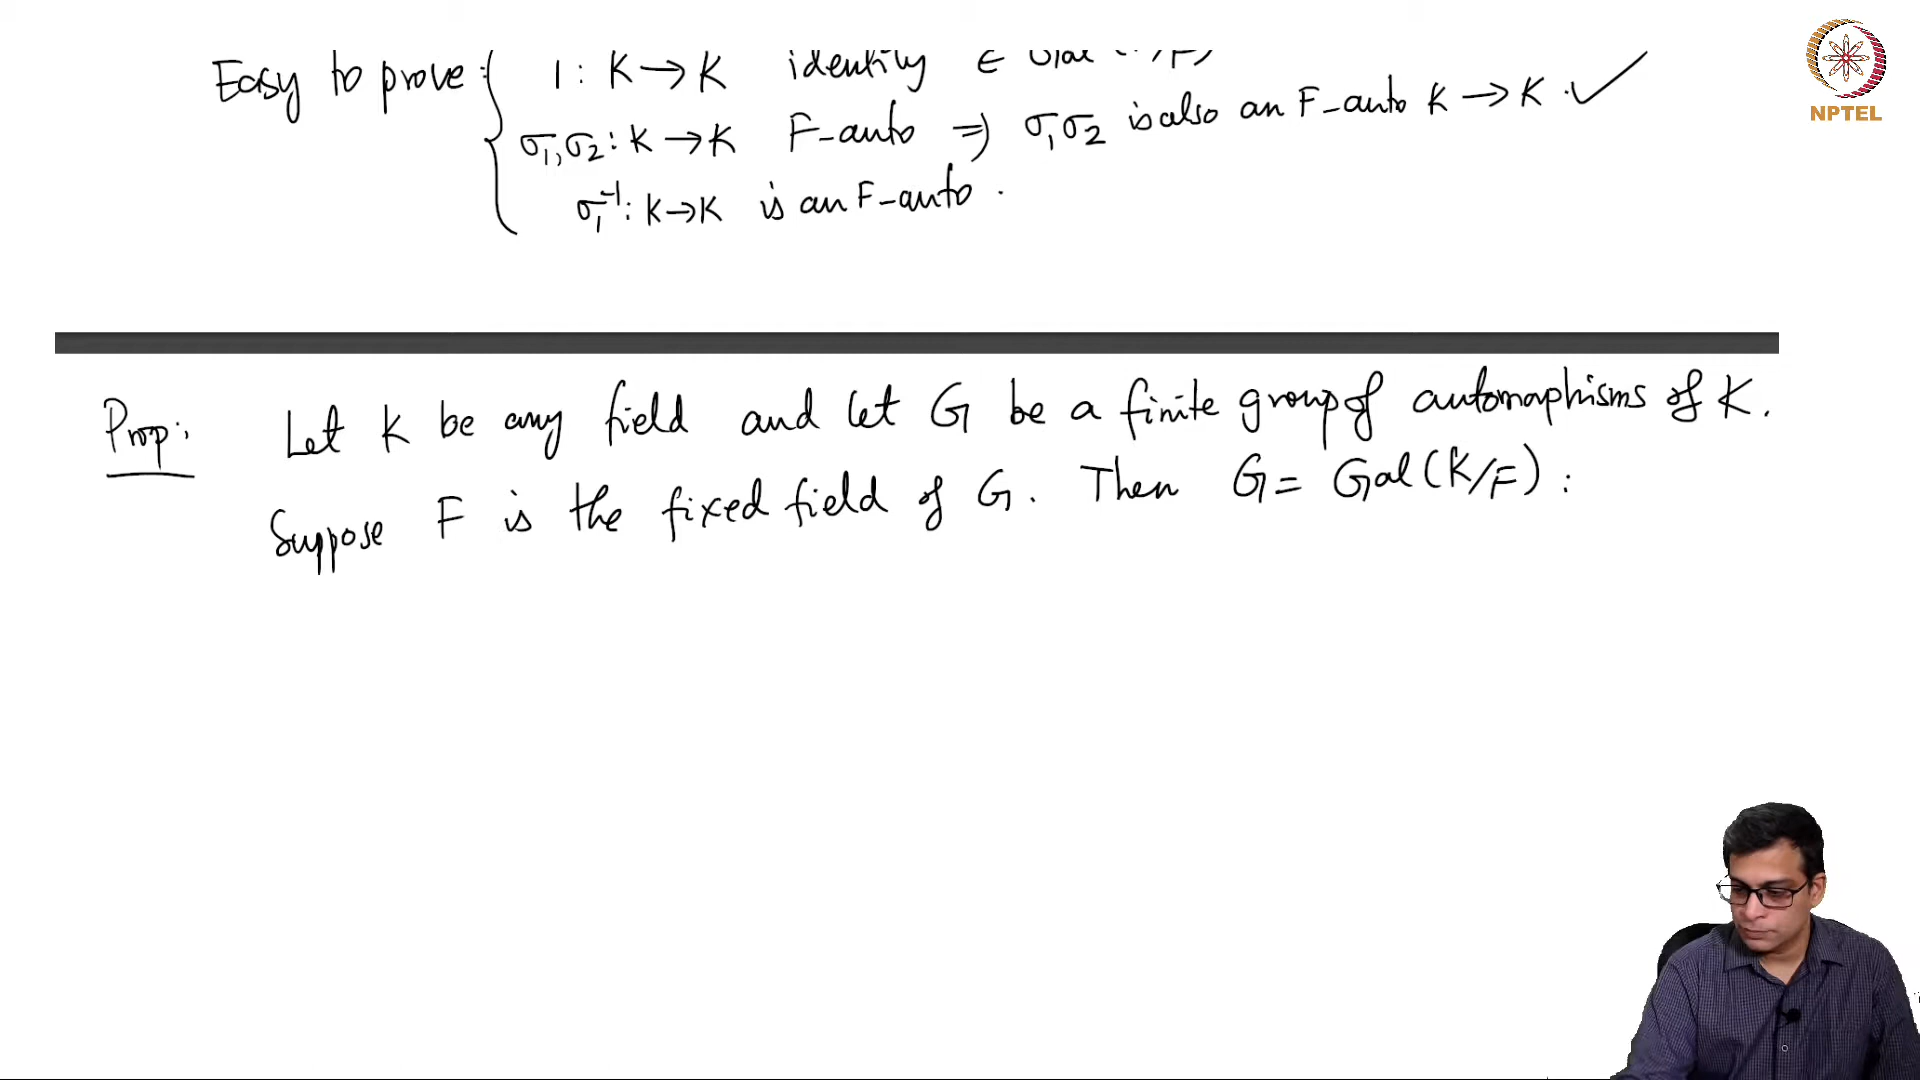 Easy to prove: 1: K → K identity ∈
σ₁, σ₂: K → K F-auto ⇒ σ₁σ₂ is also an F-auto K → K. ✓
σ₁⁻¹: K → K is an F-auto.
Prop: Let K be any field and let G be a finite group of automorphisms of K.
Suppose F is the fixed field of G. Then G = Gal(K/F):
NPTEL